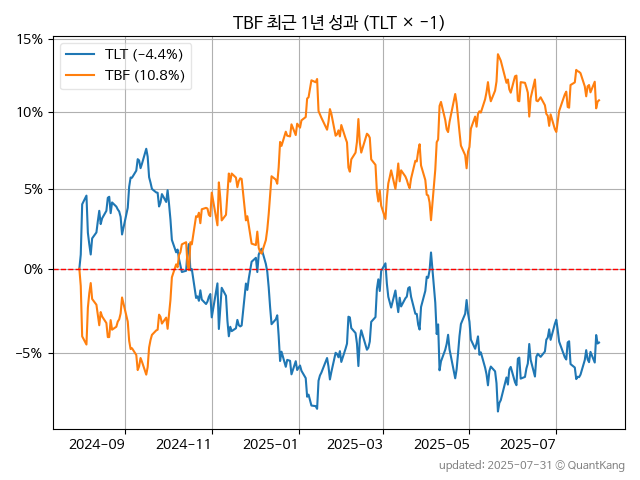 TBF 최근 1년 성과 (TLT × -1)
TLT (-4.4%)
TBF (10.8%)
15%
10%
5%
0%
−5%
2024-09
2024-11
2025-01
2025-03
2025-05
2025-07
updated: 2025-07-31 © QuantKang